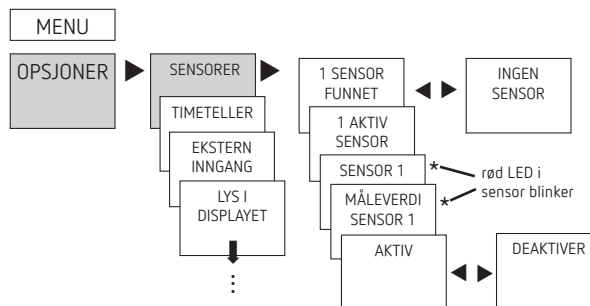 MENU
OPSJONER
SENSORER
TIMETELLER
EKSTERN
INNGANG
LYS I
DISPLAYET
1 SENSOR
FUNNET
INGEN
SENSOR
1 AKTIV
SENSOR
SENSOR 1
*
MÅLEVERDI
SENSOR 1
*
rød LED i
sensor blinker
AKTIV
DEAKTIVER